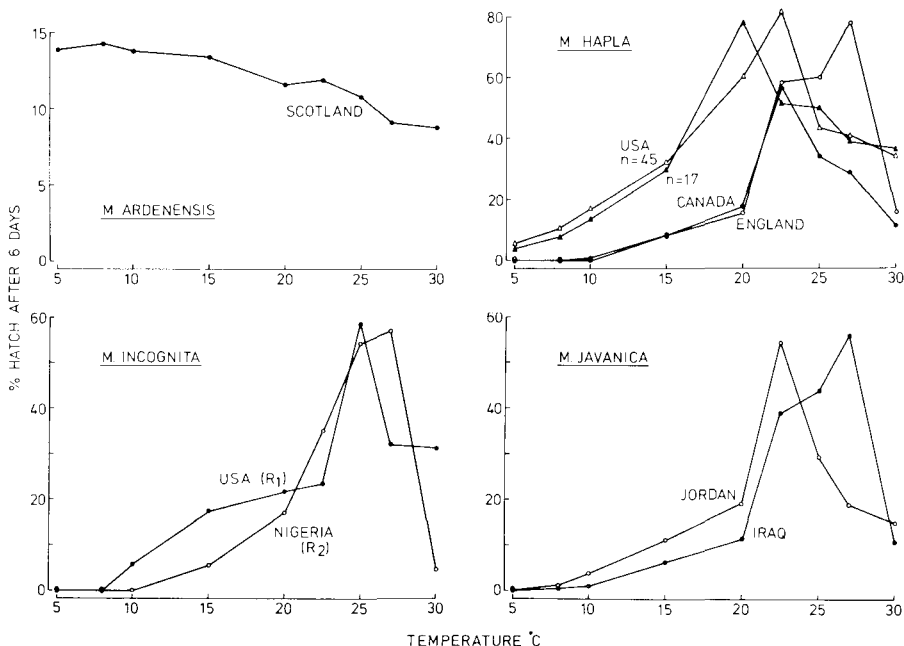 15
10
5
0
SCOTLAND
M. ARDENENSIS
5 10 15 20 25 30
80
60
40
20
0
M. HAPLA
USA
n=45
n=17
CANADA
ENGLAND
5 10 15 20 25 30
% HATCH AFTER 6 DAYS
60
40
20
0
M. INCOGNITA
USA (R1)
NIGERIA
(R2)
5 10 15 20 25 30
60
40
20
0
M. JAVANICA
JORDAN
IRAQ
5 10 15 20 25 30
TEMPERATURE °C